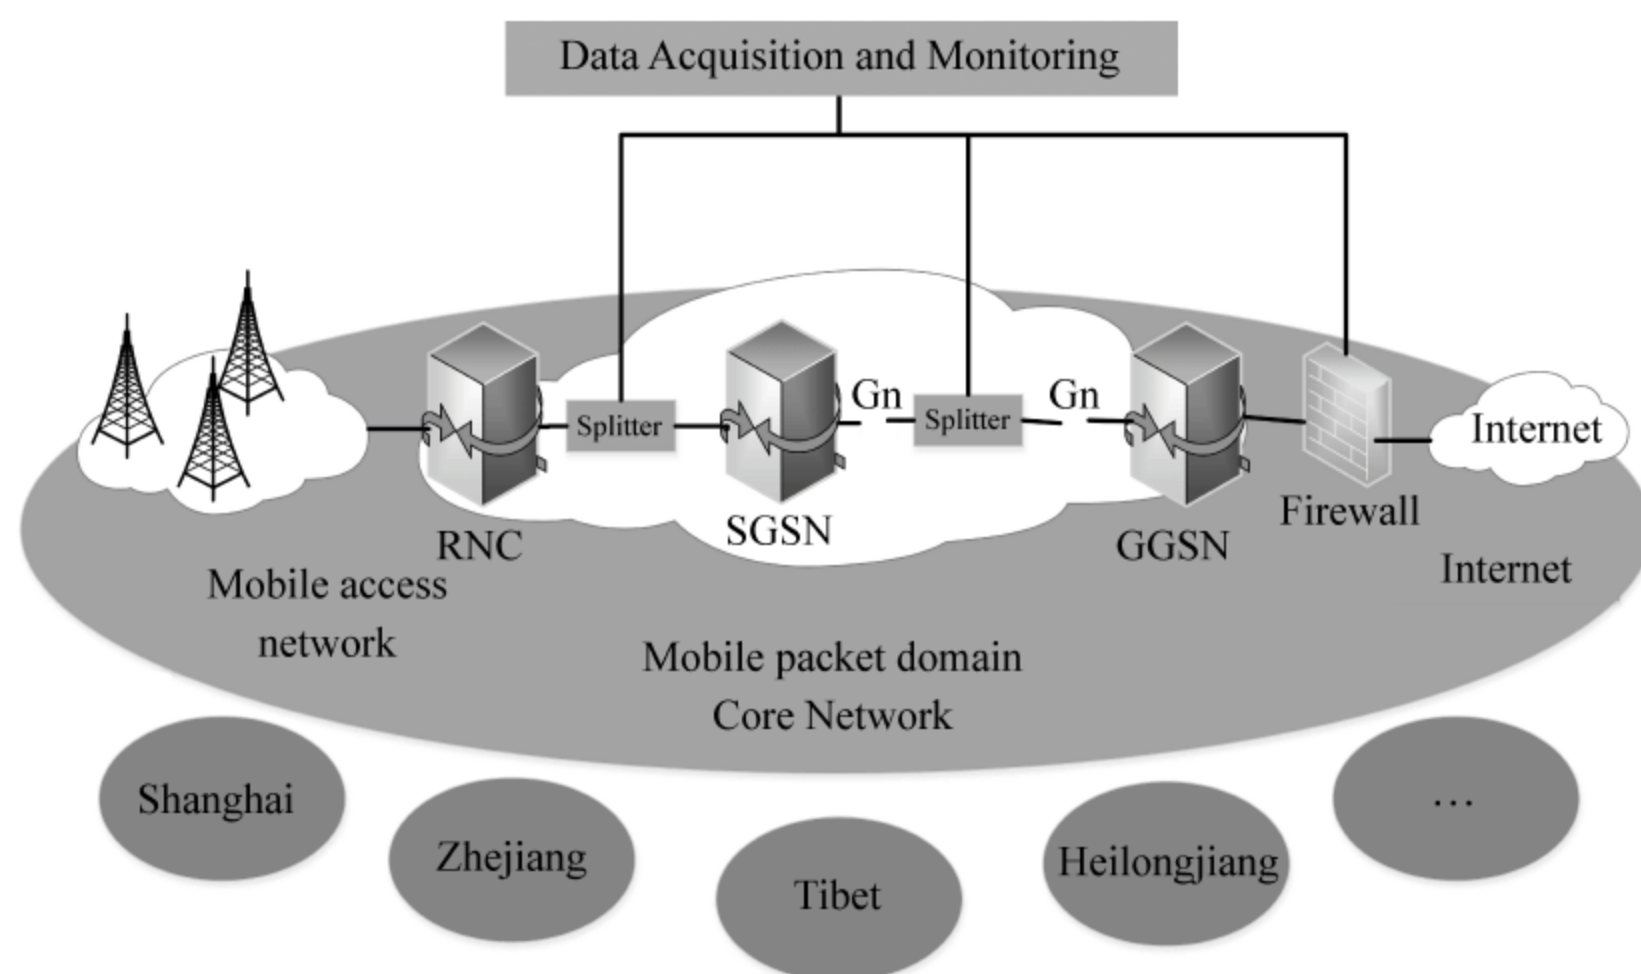 Data Acquisition and Monitoring
Gn
Gn
Splitter
Splitter
Internet
RNC
SGSN
GGSN
Firewall
Internet
Mobile access
network
Mobile packet domain
Core Network
Shanghai
Zhejiang
Tibet
Heilongjiang
…